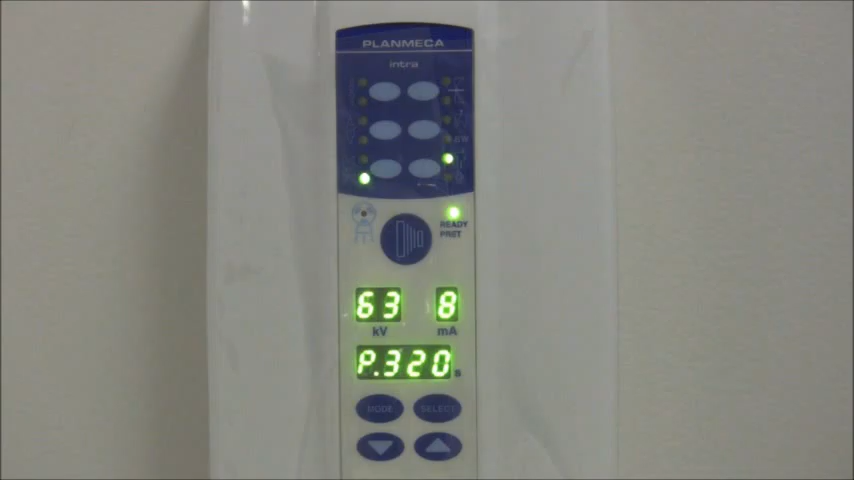 PLANMECA
intra
READY
PRET
63 8
kV mA
P.320 s
MODE SELECT